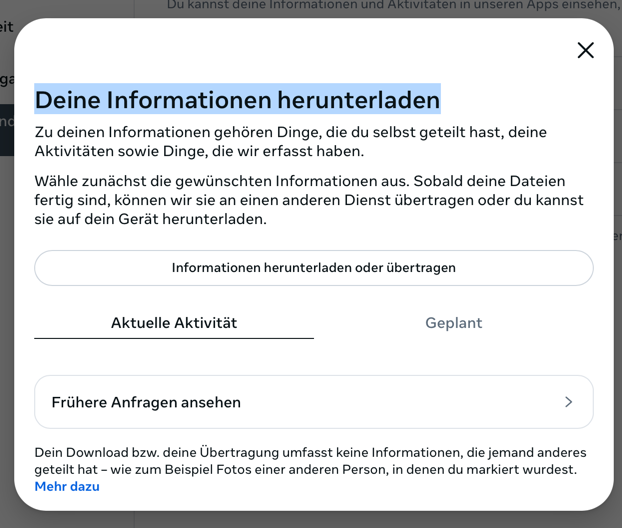 Du kannst deine Informationen und Aktivitäten in unseren Apps einsehen,
eit
ga
nd
Deine Informationen herunterladen
Zu deinen Informationen gehören Dinge, die du selbst geteilt hast, deine
Aktivitäten sowie Dinge, die wir erfasst haben.
Wähle zunächst die gewünschten Informationen aus. Sobald deine Dateien
fertig sind, können wir sie an einen anderen Dienst übertragen oder du kannst
sie auf dein Gerät herunterladen.
Informationen herunterladen oder übertragen
Aktuelle Aktivität
Geplant
Frühere Anfragen ansehen
Dein Download bzw. deine Übertragung umfasst keine Informationen, die jemand anderes
geteilt hat – wie zum Beispiel Fotos einer anderen Person, in denen du markiert wurdest.
Mehr dazu